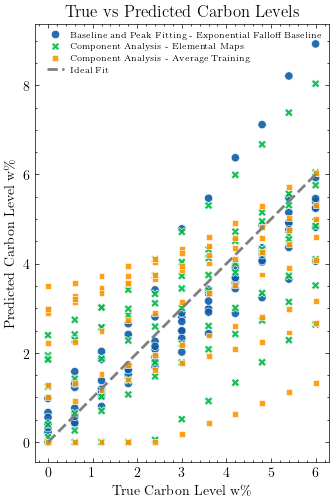 True vs Predicted Carbon Levels
Baseline and Peak Fitting - Exponential Falloff Baseline
Component Analysis - Elemental Maps
Component Analysis - Average Training
Ideal Fit
Predicted Carbon Level w%
8
6
4
2
0
0 1 2 3 4 5 6
True Carbon Level w%